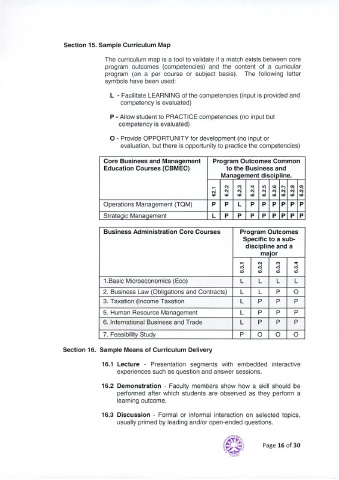 Section 15. Sample Curriculum Map
The curriculum map is a tool to validate if a match exists between core
program outcomes (competencies) and the content of a curricular
program (on a per course or subject basis). The following letter
symbols have been used:
L - Facilitate LEARNING of the competencies (input is provided and
competency is evaluated)
P - Allow student to PRACTICE competencies (no input but
competency is evaluated)
O - Provide OPPORTUNITY for development (no input or
evaluation, but there is opportunity to practice the competencies)
Core Business and Management Program Outcomes Common
Education Courses (CBMEC) to the Business and
Management discipline.
6.2.1 6.2.2 6.2.3 6.2.4 6.2.5 6.2.6 6.2.7 6.2.8 6.2.9
Operations Management (TQM) P P L P P P P P P
Strategic Management L P P P P P P P P
Business Administration Core Courses Program Outcomes
Specific to a sub-
discipline and a
major
6.3.1 6.3.2 6.3.3 6.3.4
1.Basic Microeconomics (Eco) L L L L
2. Business Law (Obligations and Contracts) L L P O
3. Taxation (Income Taxation L P P P
5. Human Resource Management L P P P
6. International Business and Trade L P P P
7. Feasibility Study P O O O
Section 16. Sample Means of Curriculum Delivery
16.1 Lecture - Presentation segments with embedded interactive
experiences such as question and answer sessions.
16.2 Demonstration - Faculty members show how a skill should be
performed after which students are observed as they perform a
learning outcome.
16.3 Discussion - Formal or informal interaction on selected topics,
usually primed by leading and/or open-ended questions.
Page 16 of 30